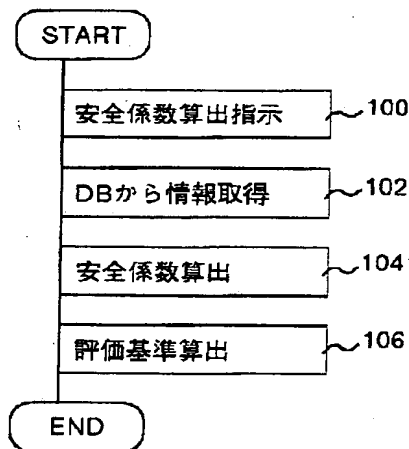 START
安全係数算出指示 100
DBから情報取得 102
安全係数算出 104
評価基準算出 106
END